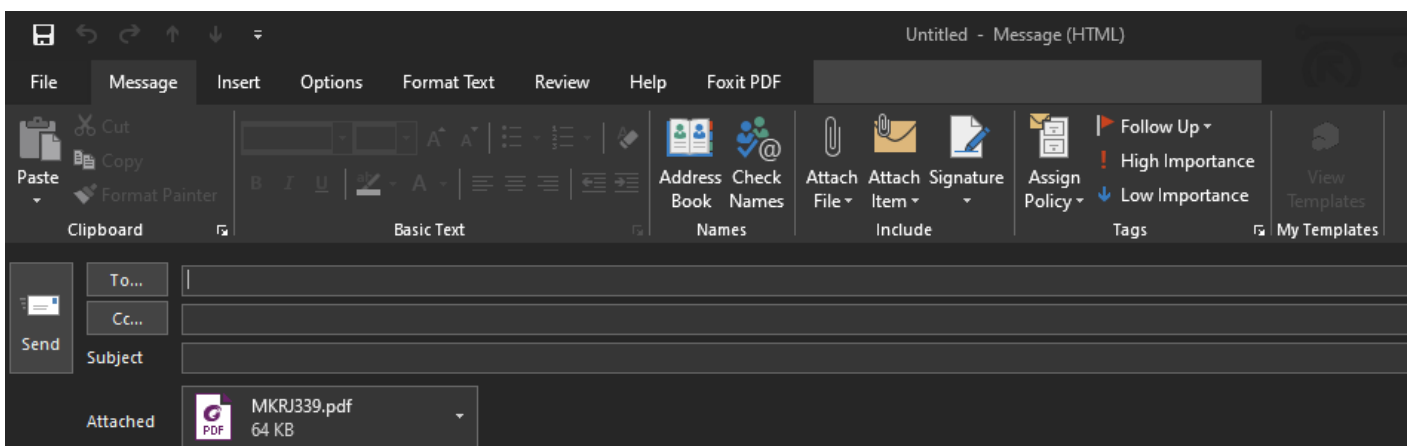 Untitled - Message (HTML)
File Message Insert Options Format Text Review Help Foxit PDF
Paste
Cut
Copy
Format Painter
Clipboard
B I U ab A
A A
Basic Text
Address Book
Check Names
Names
Attach File
Attach Item
Signature
Include
Assign Policy
Follow Up
High Importance
Low Importance
Tags
View Templates
My Templates
Send
To...
Cc...
Subject
Attached
PDF
MKRJ339.pdf
64 KB